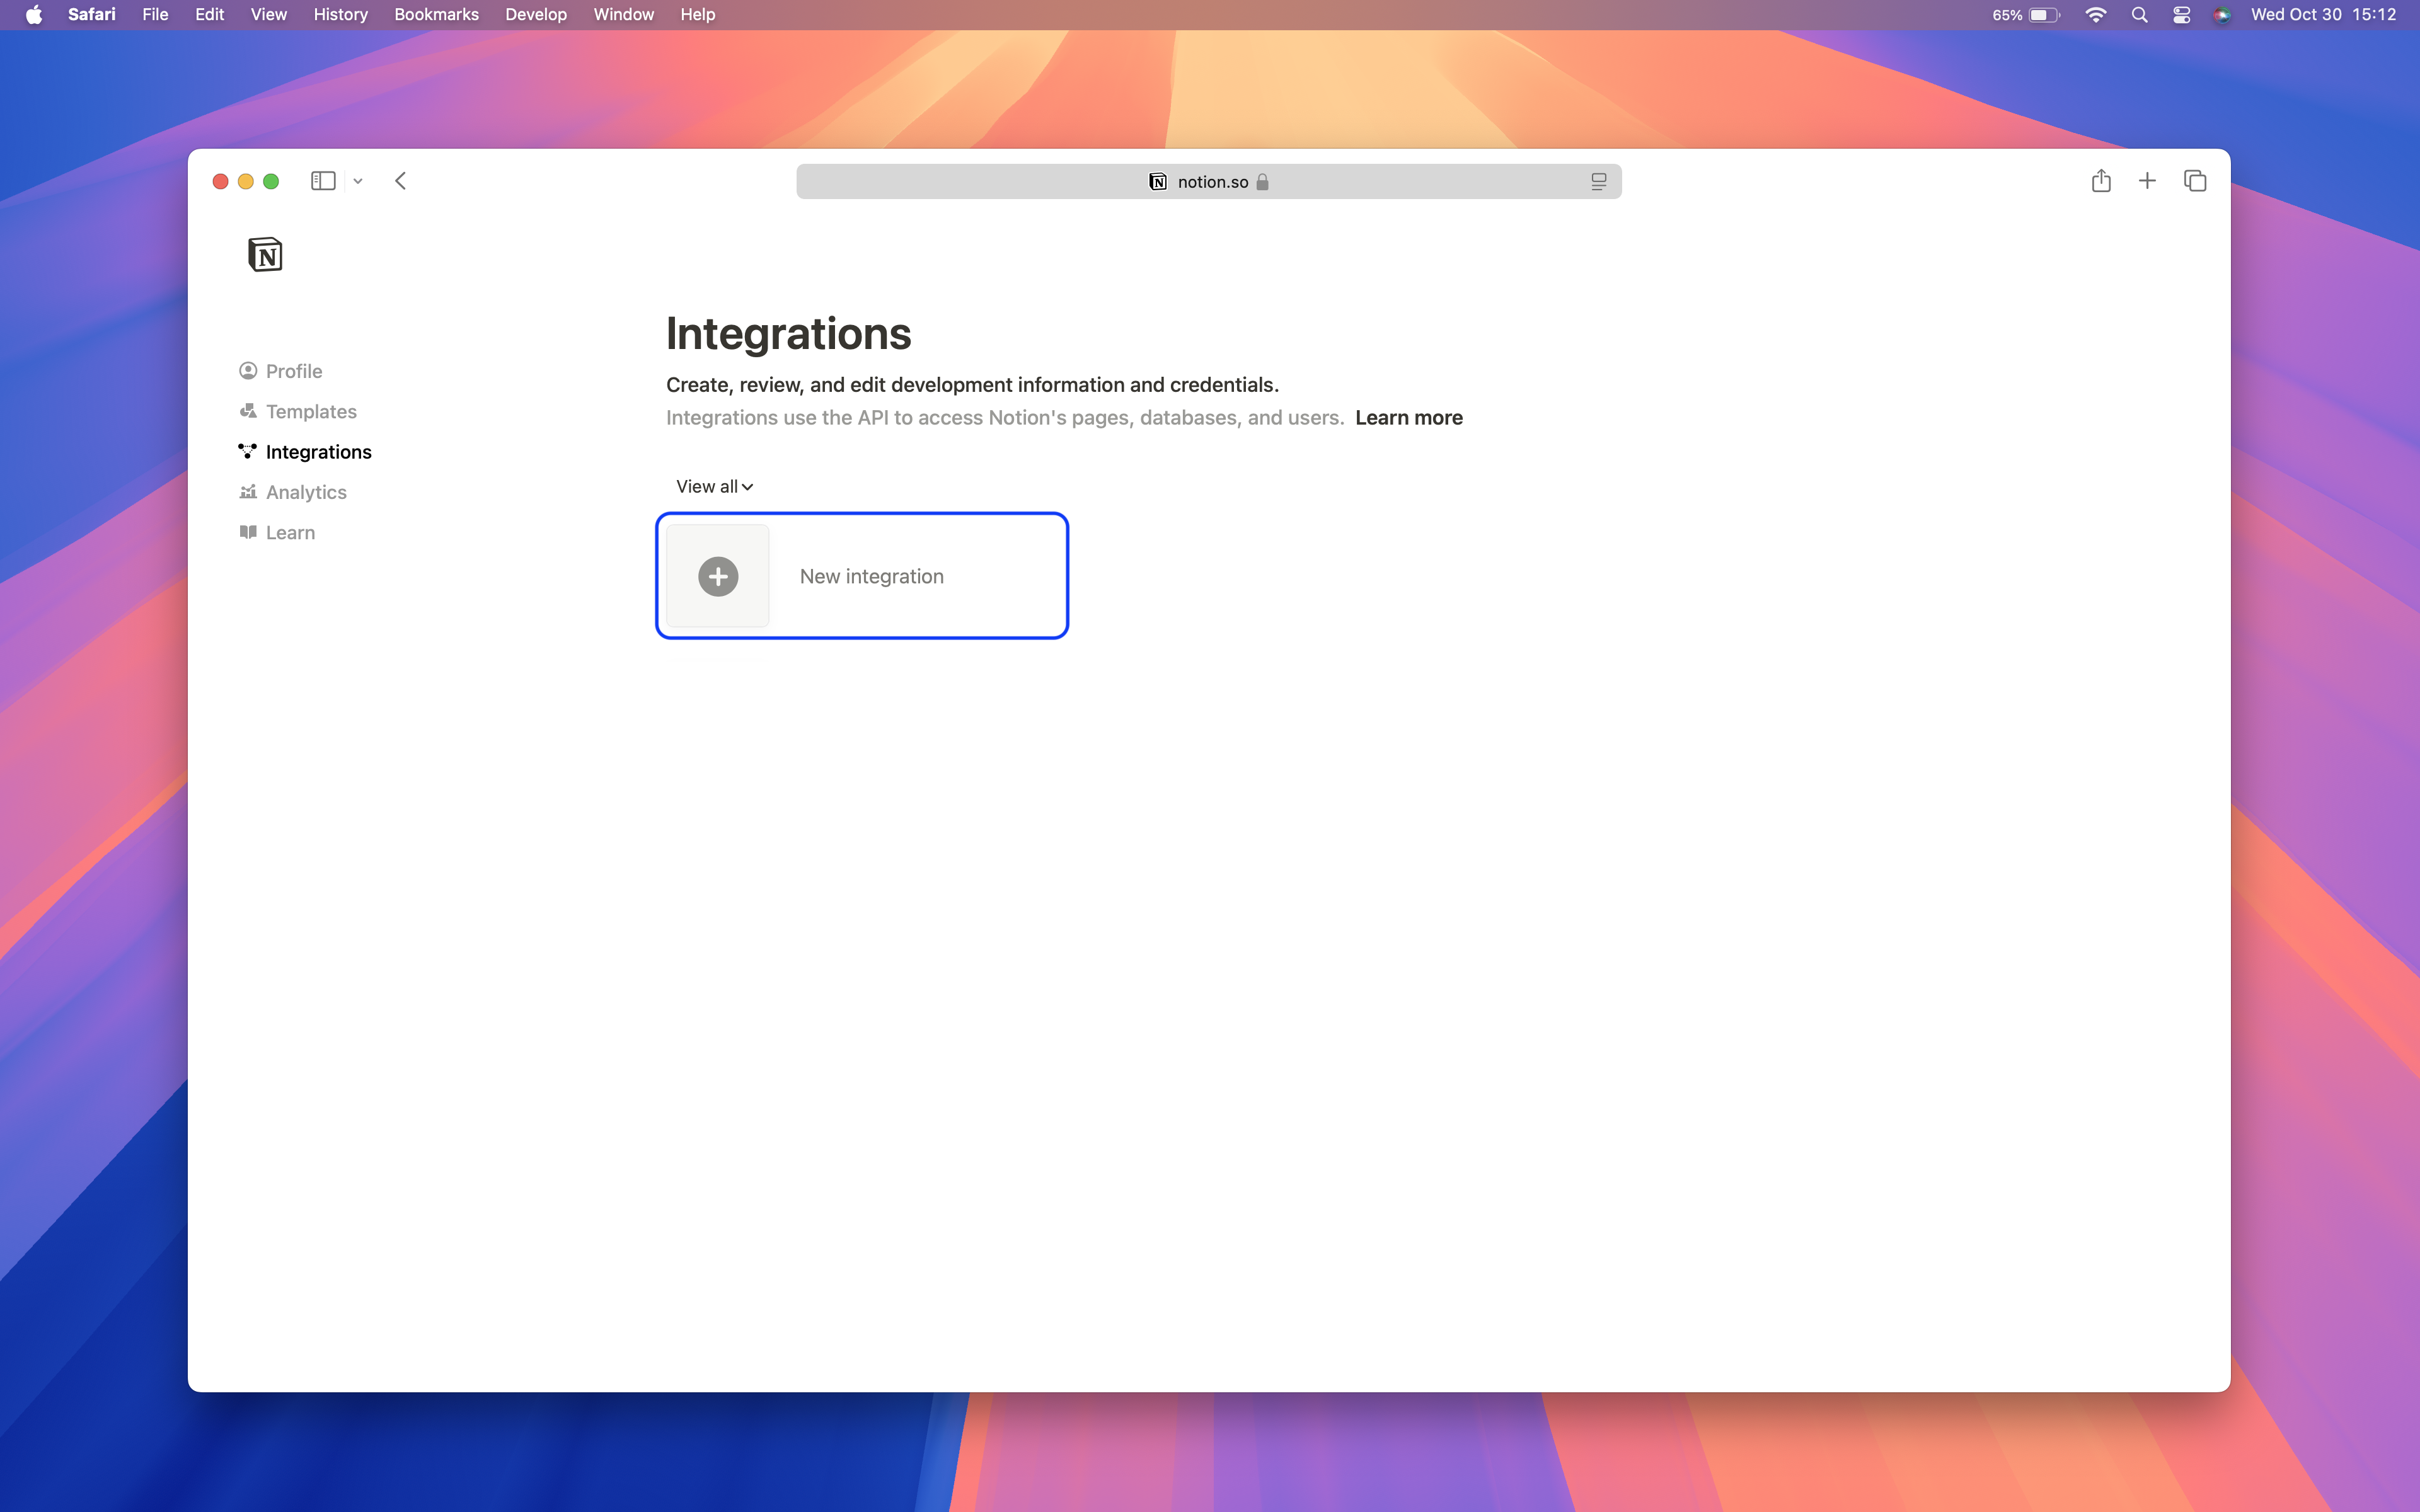 Safari File Edit View History Bookmarks Develop Window Help 65% Wed Oct 30 15:12
notion.so
Integrations
Create, review, and edit development information and credentials.
Integrations use the API to access Notion's pages, databases, and users. Learn more
Profile
Templates
Integrations
Analytics
Learn
View all
New integration